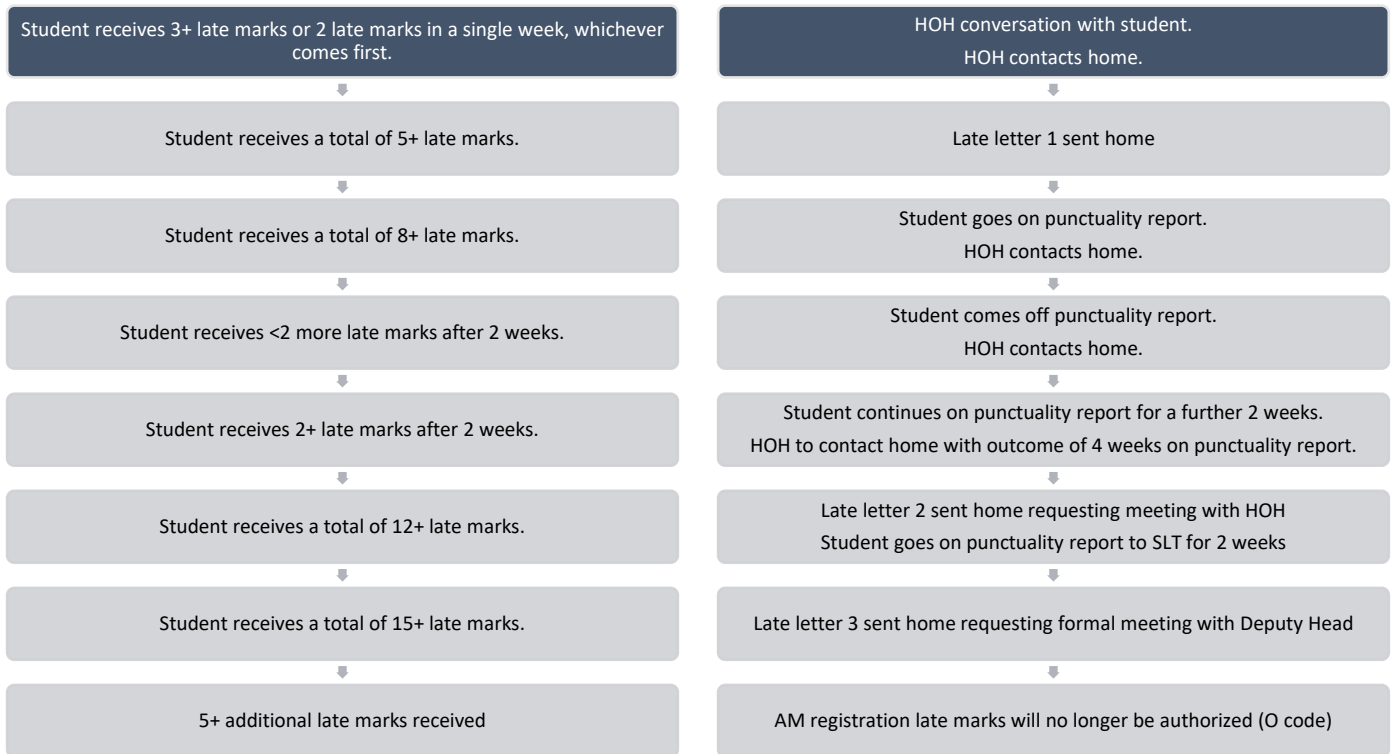 Student receives 3+ late marks or 2 late marks in a single week, whichever
comes first.
HOH conversation with student.
HOH contacts home.
Student receives a total of 5+ late marks.
Late letter 1 sent home
Student receives a total of 8+ late marks.
Student goes on punctuality report.
HOH contacts home.
Student receives <2 more late marks after 2 weeks.
Student comes off punctuality report.
HOH contacts home.
Student receives 2+ late marks after 2 weeks.
Student continues on punctuality report for a further 2 weeks.
HOH to contact home with outcome of 4 weeks on punctuality report.
Student receives a total of 12+ late marks.
Late letter 2 sent home requesting meeting with HOH
Student goes on punctuality report to SLT for 2 weeks
Student receives a total of 15+ late marks.
Late letter 3 sent home requesting formal meeting with Deputy Head
5+ additional late marks received
AM registration late marks will no longer be authorized (O code)